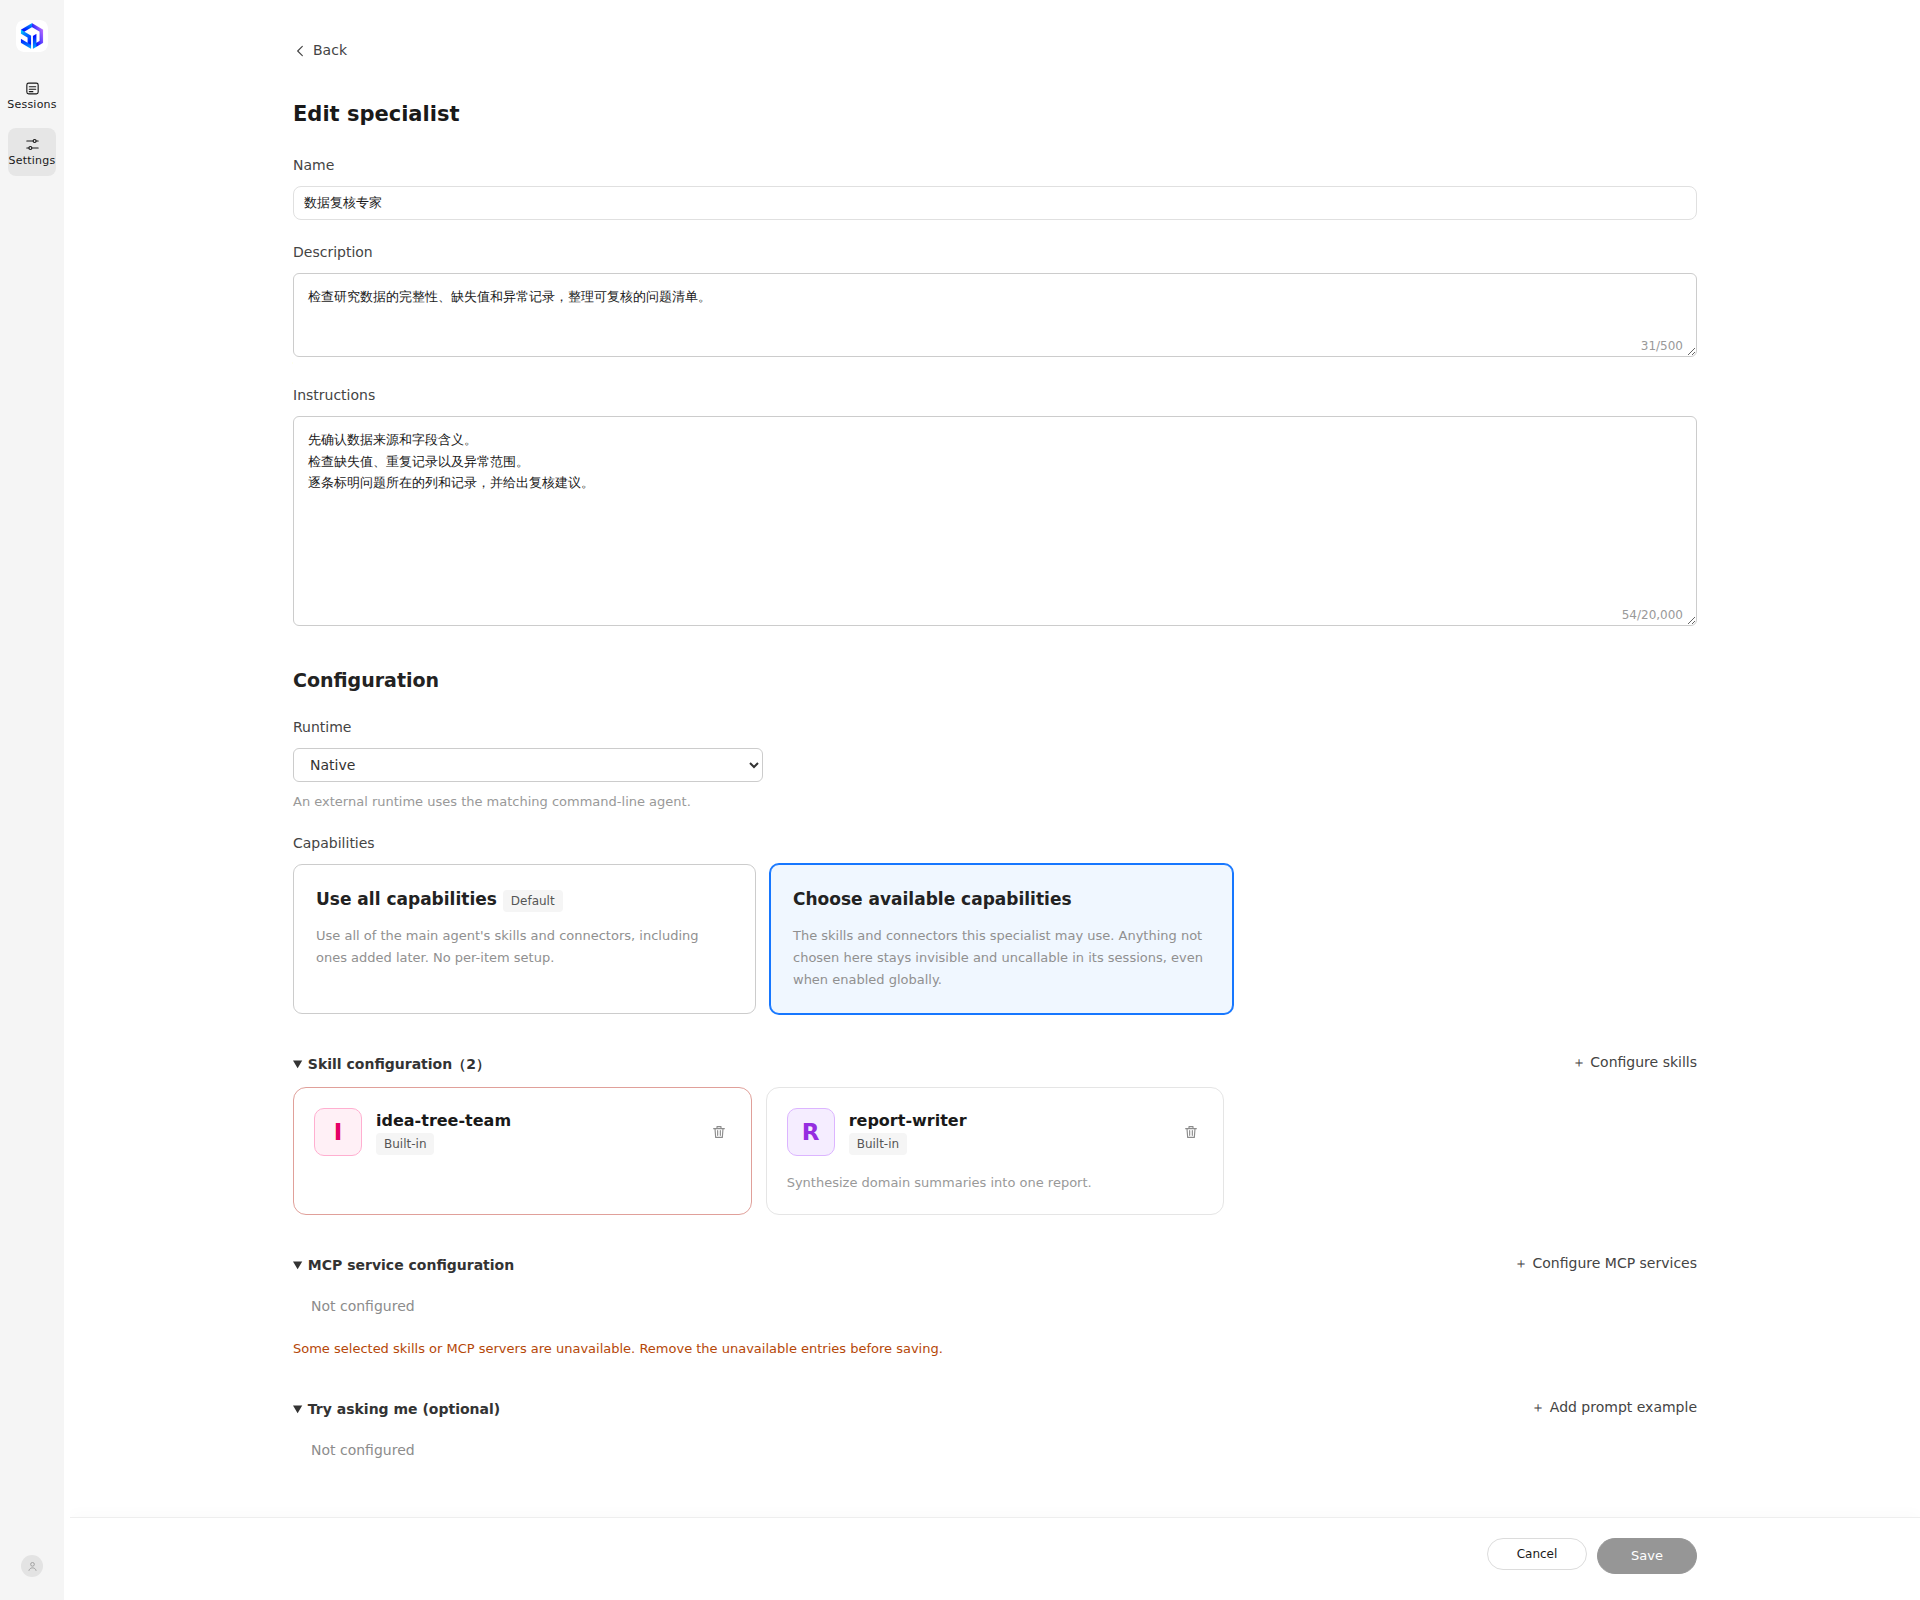 Sessions
Settings
Back
Edit specialist
Name
数据复核专家
Description
检查研究数据的完整性、缺失值和异常记录，整理可复核的问题清单。
31/500
Instructions
先确认数据来源和字段含义。
检查缺失值、重复记录以及异常范围。
逐条标明问题所在的列和记录，并给出复核建议。
54/20,000
Configuration
Runtime
Native
An external runtime uses the matching command-line agent.
Capabilities
Use all capabilities Default
Use all of the main agent's skills and connectors, including
ones added later. No per-item setup.
Choose available capabilities
The skills and connectors this specialist may use. Anything not
chosen here stays invisible and uncallable in its sessions, even
when enabled globally.
Skill configuration（2）
+ Configure skills
I
idea-tree-team
Built-in
R
report-writer
Built-in
Synthesize domain summaries into one report.
MCP service configuration
+ Configure MCP services
Not configured
Some selected skills or MCP servers are unavailable. Remove the unavailable entries before saving.
Try asking me (optional)
+ Add prompt example
Not configured
Cancel
Save